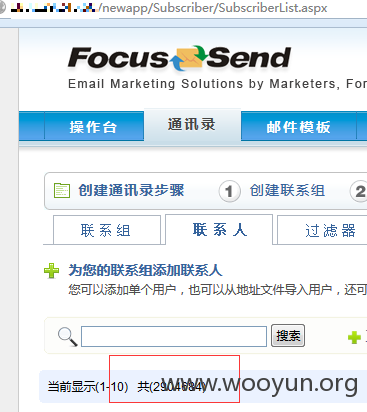 /newapp/Subscriber/SubscriberList.aspx
Focus Send
Email Marketing Solutions by Marketers, For
操作台 通讯录 邮件模板
创建通讯录步骤 1 创建联系组 2
联系组 联系人 过滤器
为您的联系组添加联系人
您可以添加单个用户，也可以从地址文件导入用户，还可
搜索
当前显示(1-10) 共(2904684)
www.wooyun.org